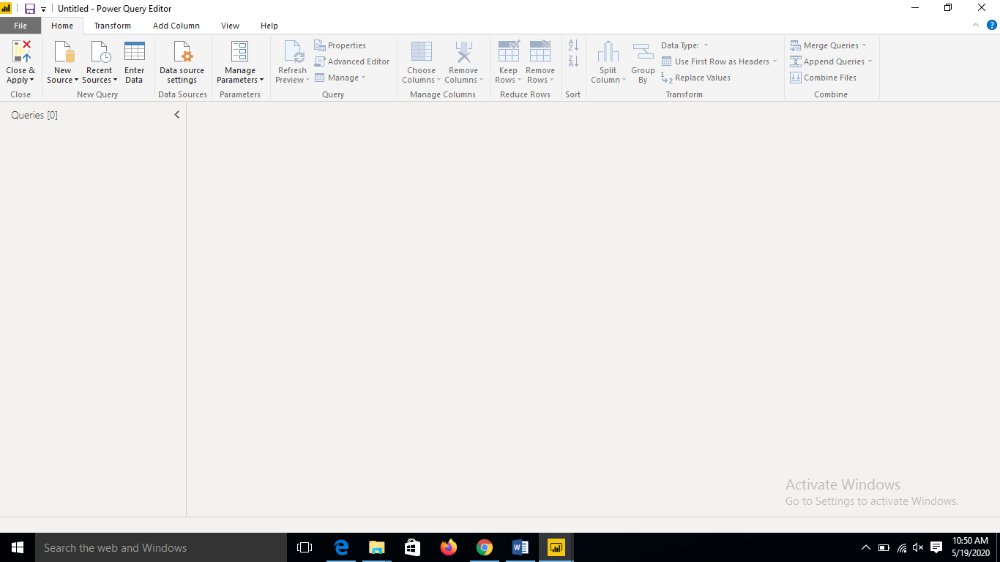 Untitled - Power Query Editor
File Home Transform Add Column View Help
Close & Apply
New Source
Recent Sources
Enter Data
Data source settings
Manage Parameters
Refresh Preview
Properties
Advanced Editor
Manage
Choose Columns
Remove Columns
Keep Rows
Remove Rows
A Z
Z A
Split Column
Group By
Data Type:
Use First Row as Headers
1 2 Replace Values
Merge Queries
Append Queries
Combine Files
Close New Query Data Sources Parameters Query Manage Columns Reduce Rows Sort Transform Combine
Queries [0]
Activate Windows
Go to Settings to activate Windows.
Search the web and Windows
10:50 AM
5/19/2020